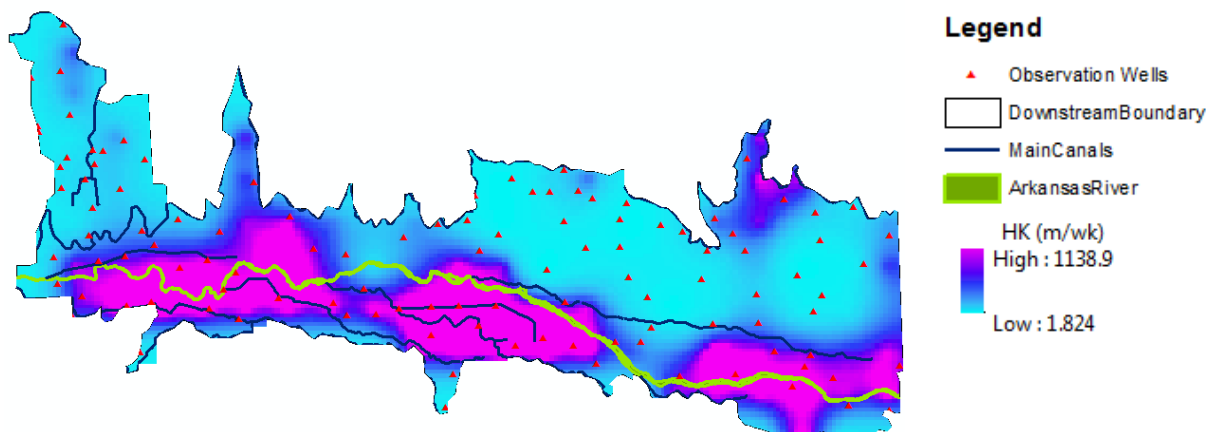 Legend
Observation Wells
DownstreamBoundary
MainCanals
ArkansasRiver
HK (m/wk)
High : 1138.9
Low : 1.824